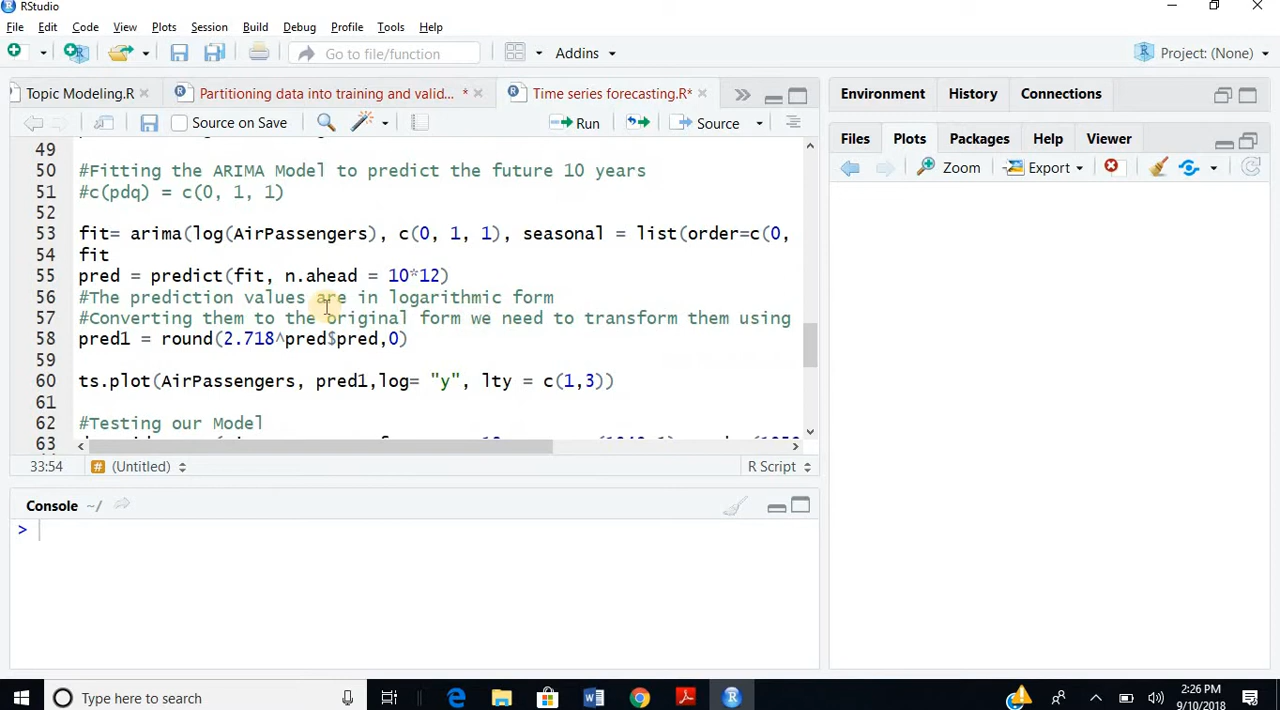 RStudio
File Edit Code View Plots Session Build Debug Profile Tools Help
Go to file/function
Addins
Project: (None)
Topic Modeling.R
Partitioning data into training and valid... *
Time series forecasting.R*
Source on Save
Run
Source
49
50 #Fitting the ARIMA Model to predict the future 10 years
51 #c(pdq) = c(0, 1, 1)
52
53 fit= arima(log(AirPassengers), c(0, 1, 1), seasonal = list(order=c(0,
54 fit
55 pred = predict(fit, n.ahead = 10*12)
56 #The prediction values are in logarithmic form
57 #Converting them to the original form we need to transform them using
58 pred1 = round(2.718^pred$pred,0)
59
60 ts.plot(AirPassengers, pred1,log= "y", lty = c(1,3))
61
62 #Testing our Model
63
33:54 # (Untitled) R Script
Console ~/
>
Environment History Connections
Files Plots Packages Help Viewer
Zoom Export
Type here to search
2:26 PM
9/10/2018